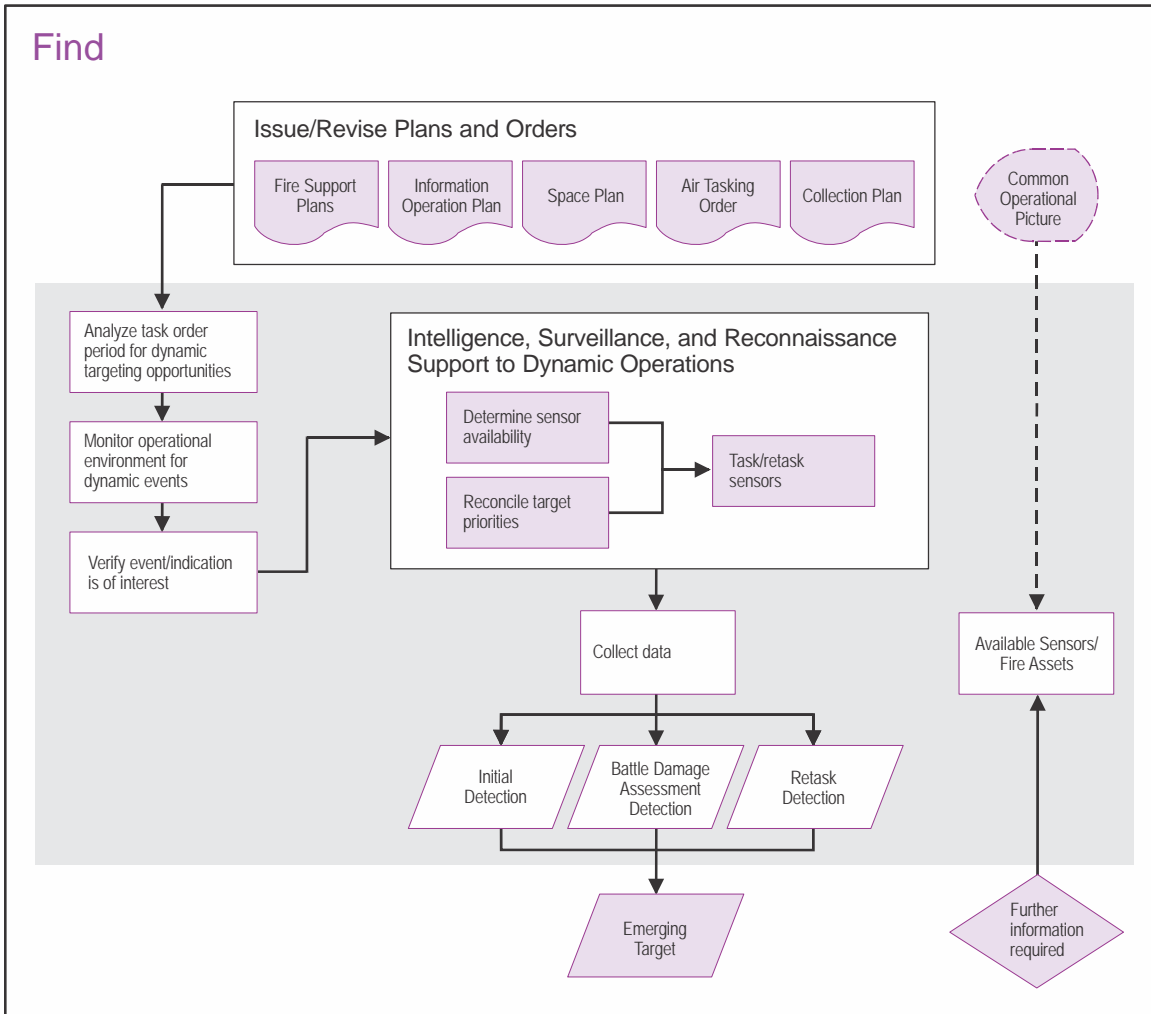 Find
Issue/Revise Plans and Orders
Fire Support
Plans
Information
Operation Plan
Space Plan
Air Tasking
Order
Collection Plan
Common
Operational
Picture
Analyze task order
period for dynamic
targeting opportunities
Monitor operational
environment for
dynamic events
Verify event/indication
is of interest
Intelligence, Surveillance, and Reconnaissance
Support to Dynamic Operations
Determine sensor
availability
Reconcile target
priorities
Task/retask
sensors
Collect data
Available Sensors/
Fire Assets
Initial
Detection
Battle Damage
Assessment
Detection
Retask
Detection
Emerging
Target
Further
information
required